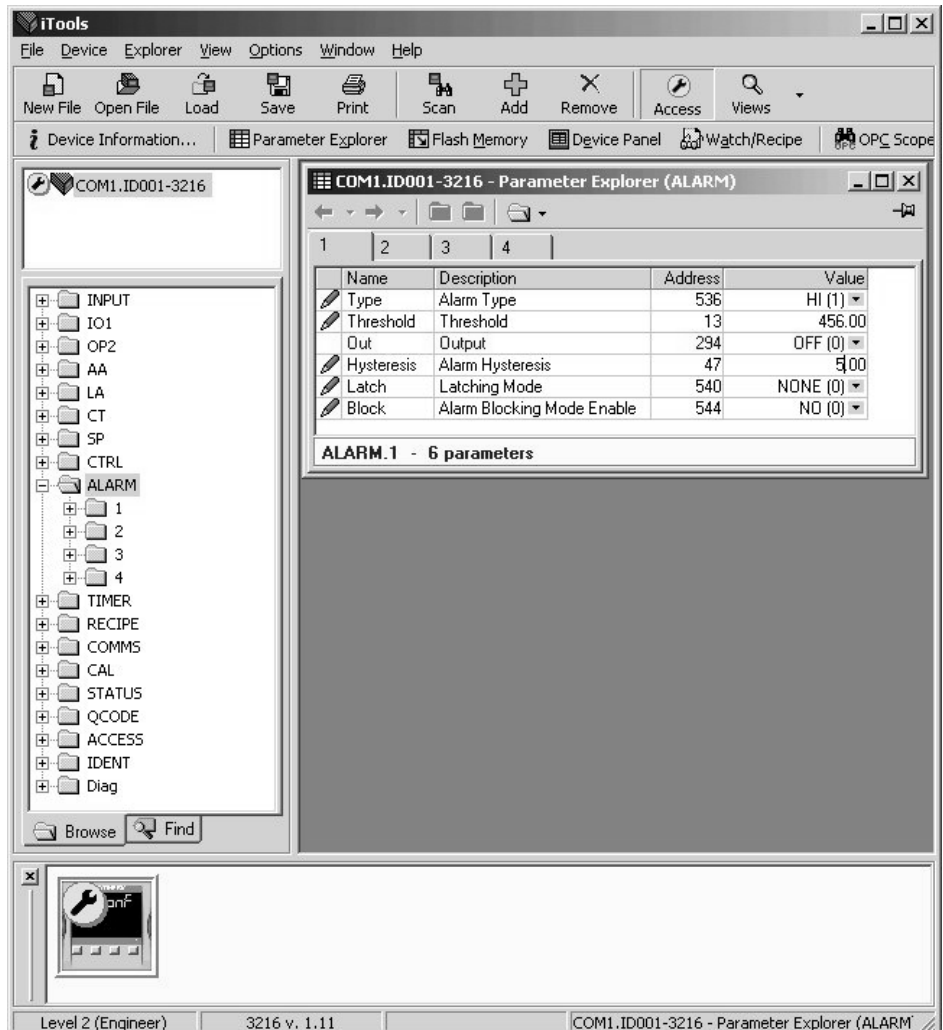 iTools
File Device Explorer View Options Window Help
New File Open File Load Save Print Scan Add Remove Access Views
Device Information... Parameter Explorer Flash Memory Device Panel Watch/Recipe OPC Scope
COM1.ID001-3216
INPUT
IO1
OP2
AA
LA
CT
SP
CTRL
ALARM
1
2
3
4
TIMER
RECIPE
COMMS
CAL
STATUS
QCODE
ACCESS
IDENT
Diag
Browse Find
COM1.ID001-3216 - Parameter Explorer (ALARM)
1 2 3 4
Name Description Address Value
Type Alarm Type 536 HI (1)
Threshold Threshold 13 456.00
Out Output 294 OFF (0)
Hysteresis Alarm Hysteresis 47 5.00
Latch Latching Mode 540 NONE (0)
Block Alarm Blocking Mode Enable 544 NO (0)
ALARM.1 - 6 parameters
Level 2 (Engineer) 3216 v. 1.11 COM1.ID001-3216 - Parameter Explorer (ALARM